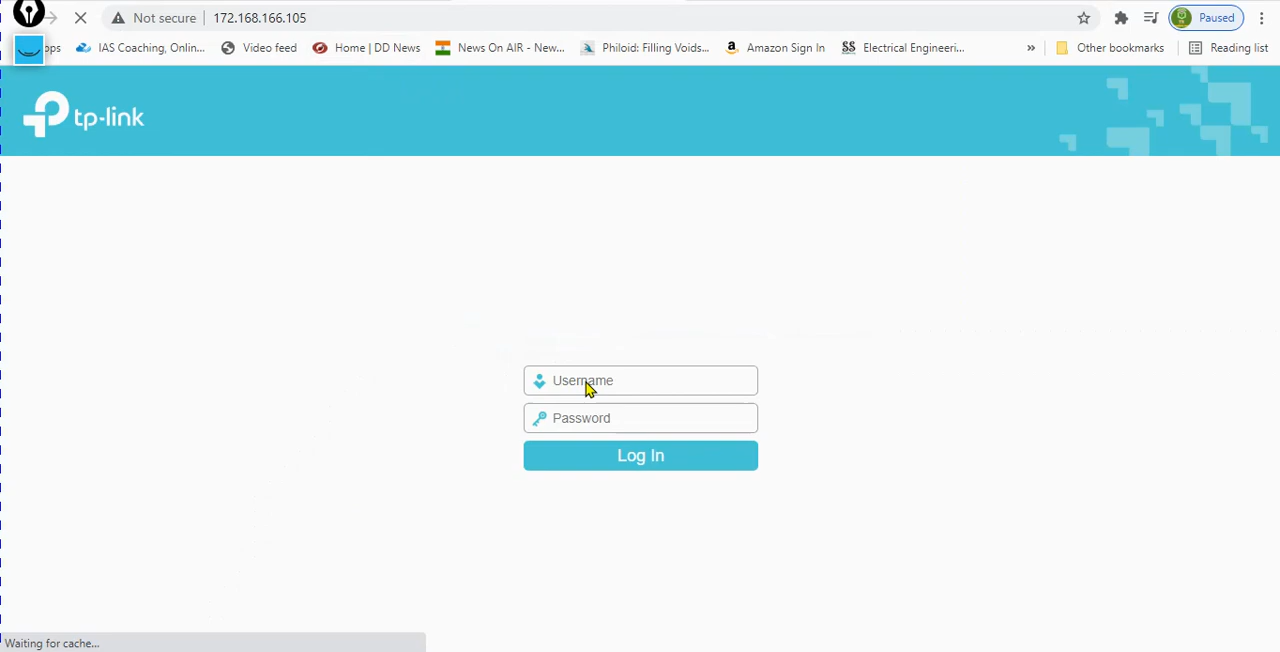 Not secure 172.168.166.105 Paused
ops IAS Coaching, Onlin... Video feed Home | DD News News On AIR - New... Philoid: Filling Voids... Amazon Sign In Electrical Engineeri... » Other bookmarks Reading list
tp-link
Username
Password
Log In
Waiting for cache...